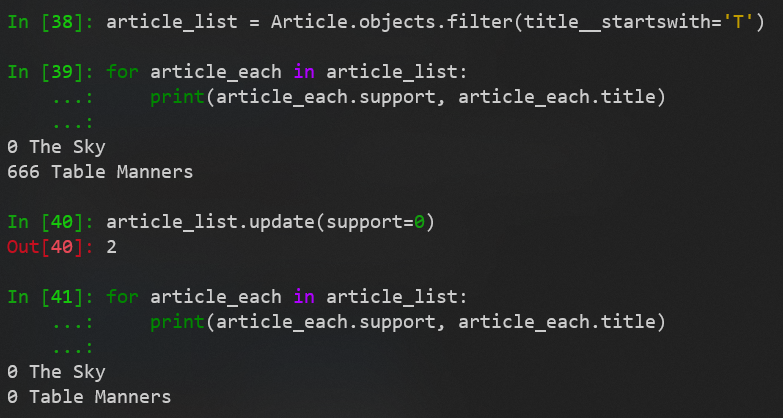 In [38]: article_list = Article.objects.filter(title__startswith='T')
In [39]: for article_each in article_list:
   ...:     print(article_each.support, article_each.title)
   ...:
0 The Sky
666 Table Manners
In [40]: article_list.update(support=0)
Out[40]: 2
In [41]: for article_each in article_list:
   ...:     print(article_each.support, article_each.title)
   ...:
0 The Sky
0 Table Manners